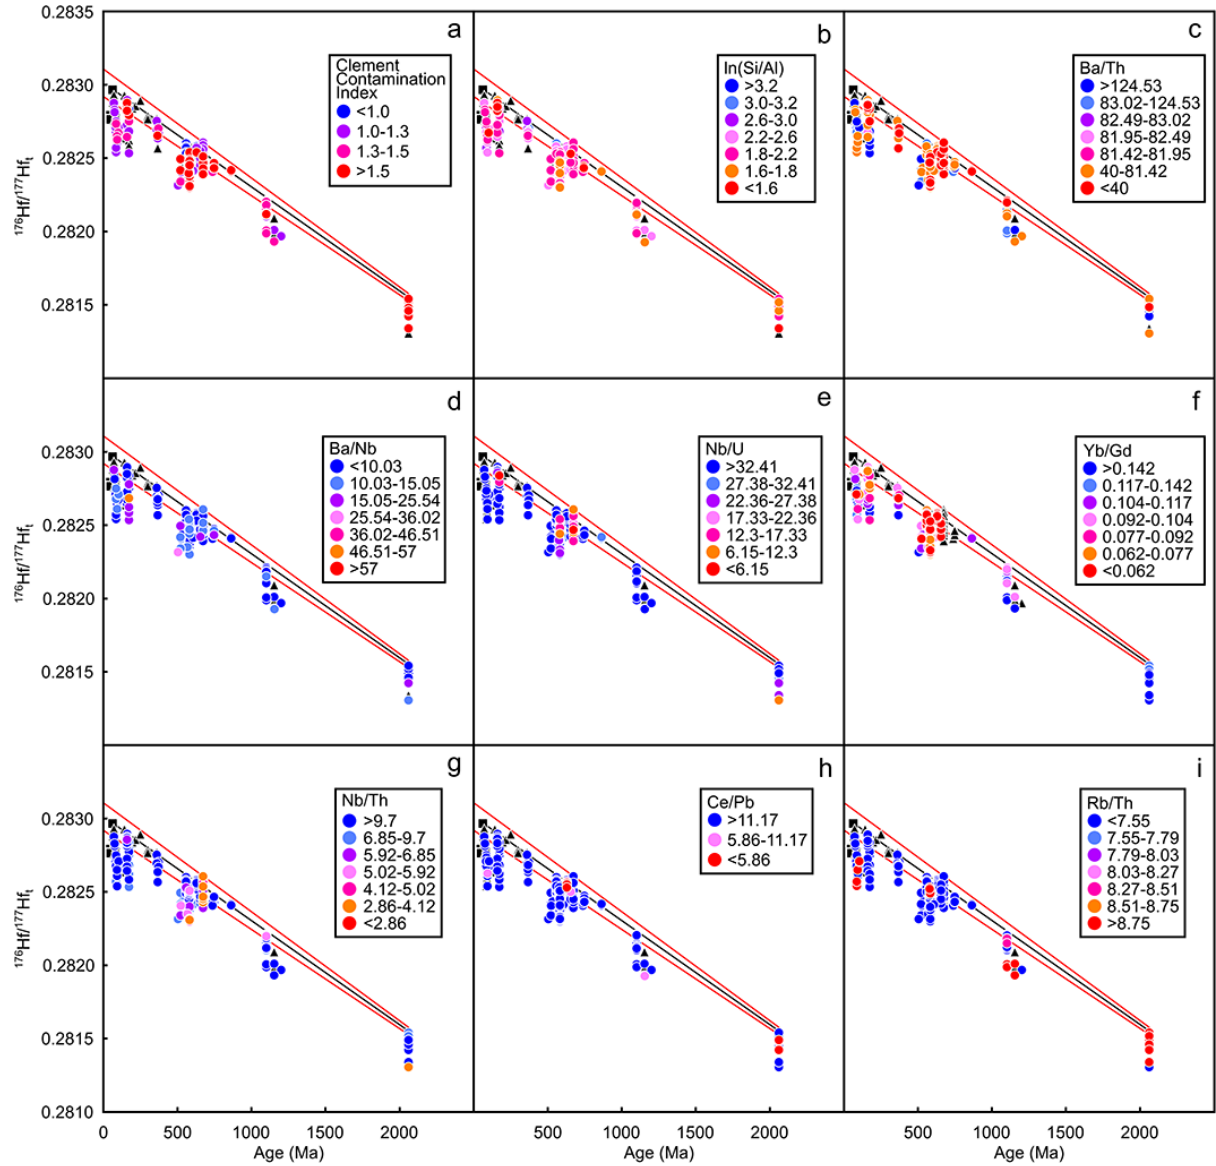 a
b
c
0.2835
0.2830
0.2825
0.2820
0.2815
¹⁷⁶Hf/¹⁷⁷Hfₜ
Clement
Contamination
Index
<1.0
1.0-1.3
1.3-1.5
>1.5
ln(Si/Al)
>3.2
3.0-3.2
2.6-3.0
2.2-2.6
1.8-2.2
1.6-1.8
<1.6
Ba/Th
>124.53
83.02-124.53
82.49-83.02
81.95-82.49
81.42-81.95
40-81.42
<40
d
e
f
0.2830
0.2825
0.2820
0.2815
¹⁷⁶Hf/¹⁷⁷Hfₜ
Ba/Nb
<10.03
10.03-15.05
15.05-25.54
25.54-36.02
36.02-46.51
46.51-57
>57
Nb/U
>32.41
27.38-32.41
22.36-27.38
17.33-22.36
12.3-17.33
6.15-12.3
<6.15
Yb/Gd
>0.142
0.117-0.142
0.104-0.117
0.092-0.104
0.077-0.092
0.062-0.077
<0.062
g
h
i
0.2830
0.2825
0.2820
0.2815
0.2810
¹⁷⁶Hf/¹⁷⁷Hfₜ
Nb/Th
>9.7
6.85-9.7
5.92-6.85
5.02-5.92
4.12-5.02
2.86-4.12
<2.86
Ce/Pb
>11.17
5.86-11.17
<5.86
Rb/Th
<7.55
7.55-7.79
7.79-8.03
8.03-8.27
8.27-8.51
8.51-8.75
>8.75
0 500 1000 1500 2000
500 1000 1500 2000
500 1000 1500 2000
Age (Ma)
Age (Ma)
Age (Ma)